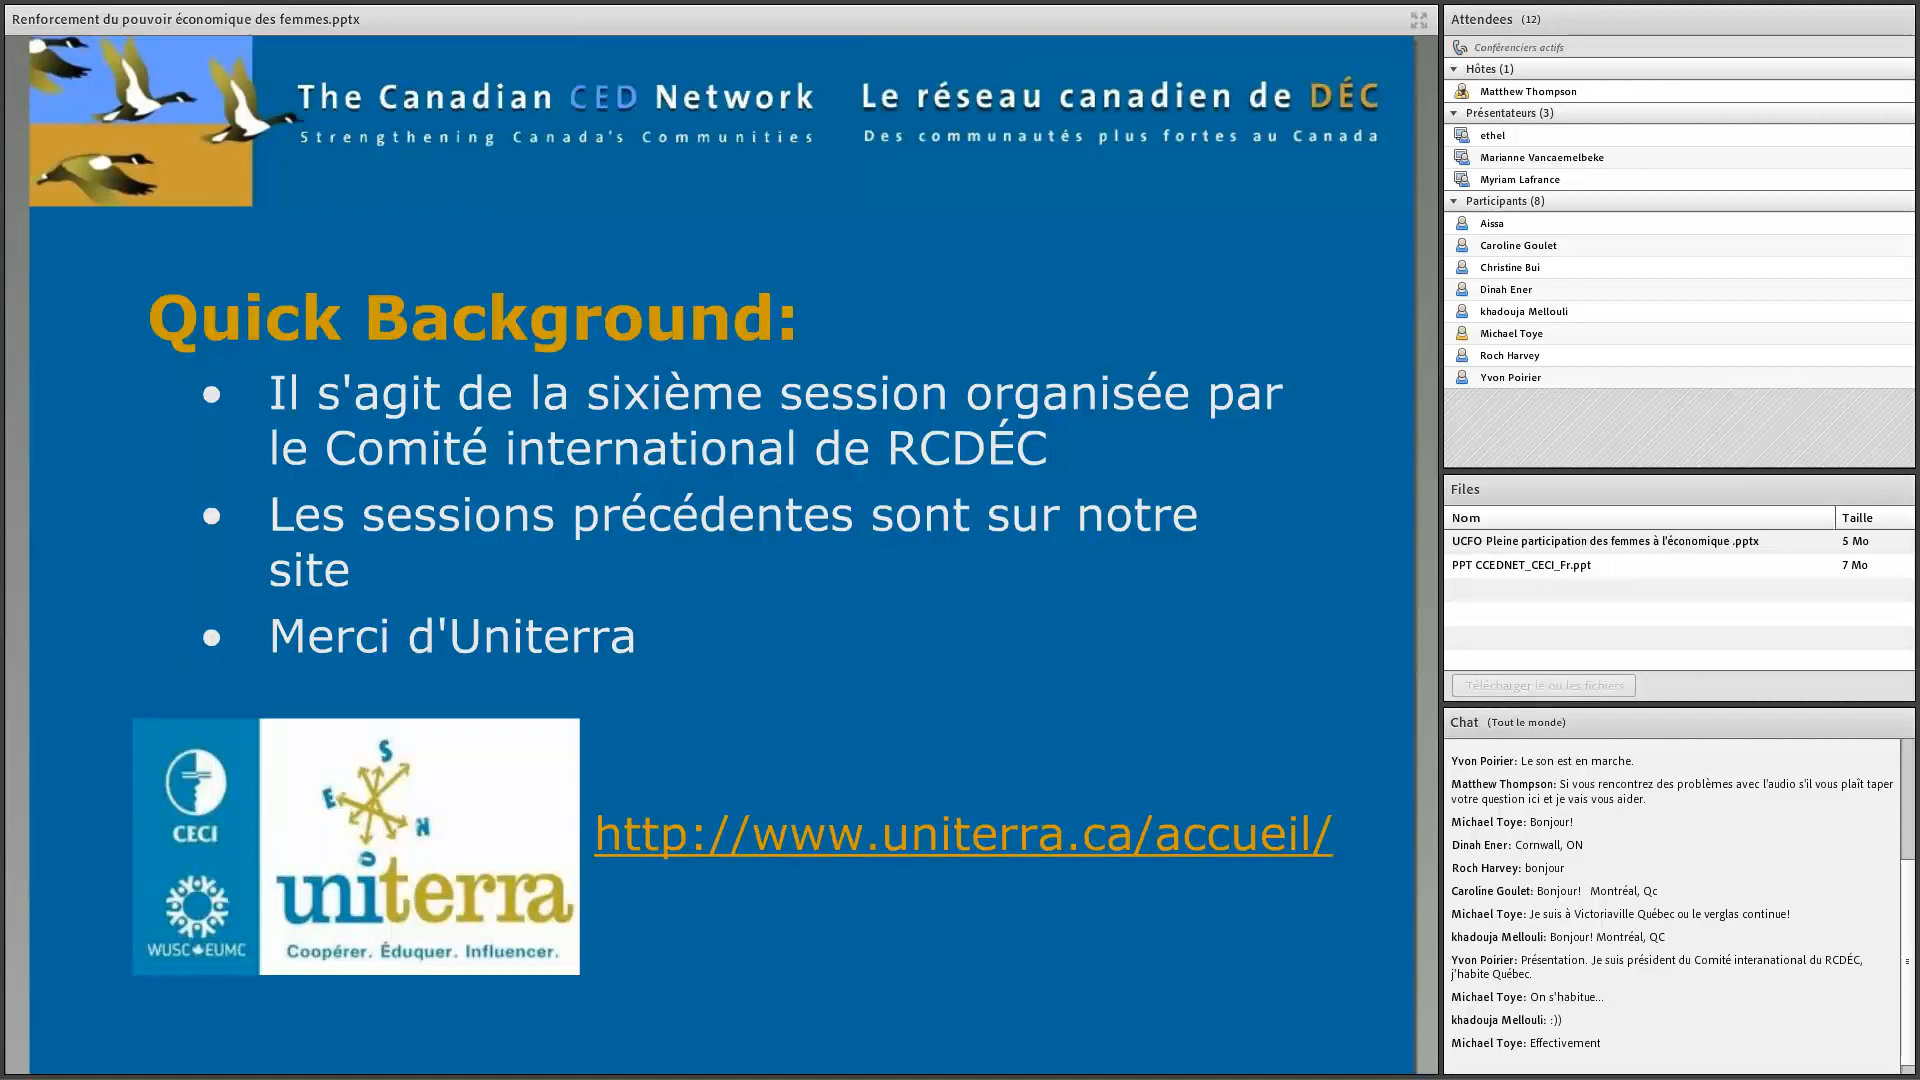 Renforcement du pouvoir économique des femmes.pptx
The Canadian CED Network
Strengthening Canada's Communities
Le réseau canadien de DÉC
Des communautés plus fortes au Canada
Quick Background:
• Il s'agit de la sixième session organisée par
le Comité international de RCDÉC
• Les sessions précédentes sont sur notre
site
• Merci d'Uniterra
CECI
WUSC EUMC
S
E
N
O
uniterra
Coopérer. Éduquer. Influencer.
http://www.uniterra.ca/accueil/
Attendees (12)
Conférenciers actifs
Hôtes (1)
Matthew Thompson
Présentateurs (3)
ethel
Marianne Vancaemelbeke
Myriam Lafrance
Participants (8)
Aissa
Caroline Goulet
Christine Bui
Dinah Ener
khadouja Mellouli
Michael Toye
Roch Harvey
Yvon Poirier
Files
Nom Taille
UCFO Pleine participation des femmes à l'économique .pptx 5 Mo
PPT CCEDNET_CECI_Fr.ppt 7 Mo
Télécharger le ou les fichiers
Chat (Tout le monde)
Yvon Poirier: Le son est en marche.
Matthew Thompson: Si vous rencontrez des problèmes avec l'audio s'il vous plaît taper
votre question ici et je vais vous aider.
Michael Toye: Bonjour!
Dinah Ener: Cornwall, ON
Roch Harvey: bonjour
Caroline Goulet: Bonjour! Montréal, Qc
Michael Toye: Je suis à Victoriaville Québec ou le verglas continue!
khadouja Mellouli: Bonjour! Montréal, QC
Yvon Poirier: Présentation. Je suis président du Comité interanational du RCDÉC,
j'habite Québec.
Michael Toye: On s'habitue...
khadouja Mellouli: :))
Michael Toye: Effectivement